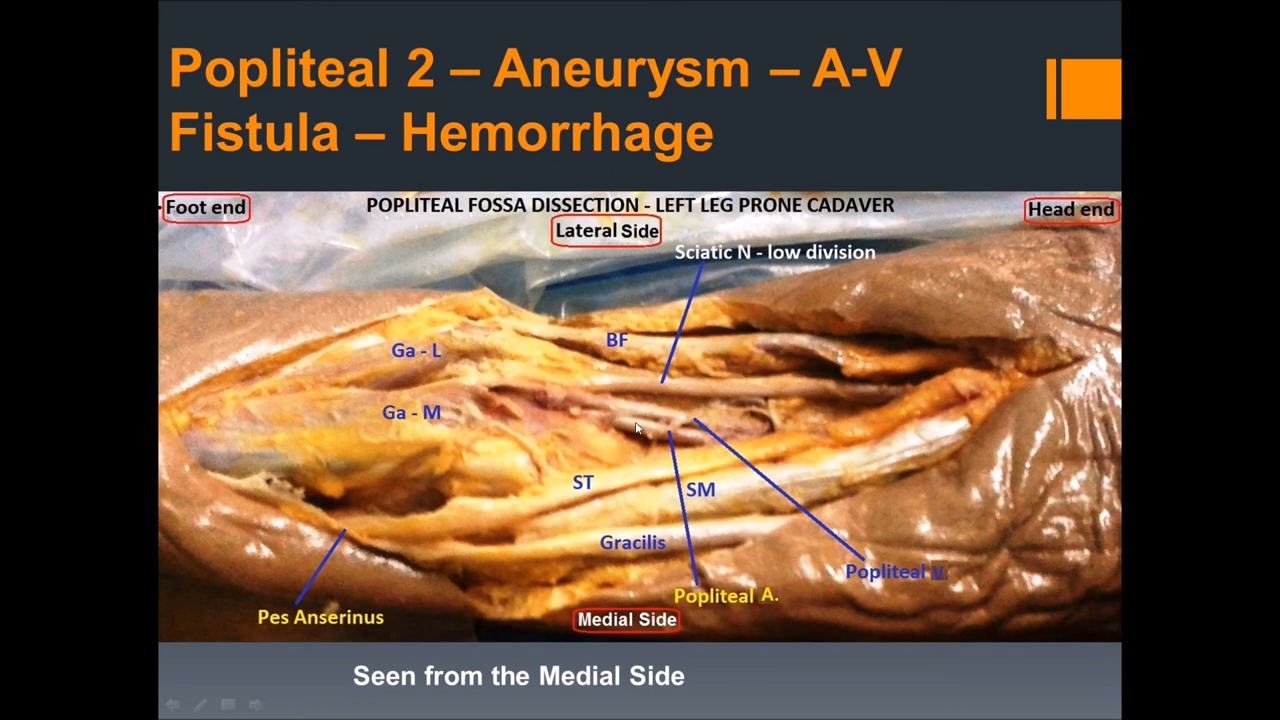 Popliteal 2 – Aneurysm – A-V
Fistula – Hemorrhage
Foot end
POPLITEAL FOSSA DISSECTION - LEFT LEG PRONE CADAVER
Head end
Lateral Side
Sciatic N - low division
BF
Ga - L
Ga - M
ST
SM
Gracilis
Popliteal V.
Popliteal A.
Pes Anserinus
Medial Side
Seen from the Medial Side